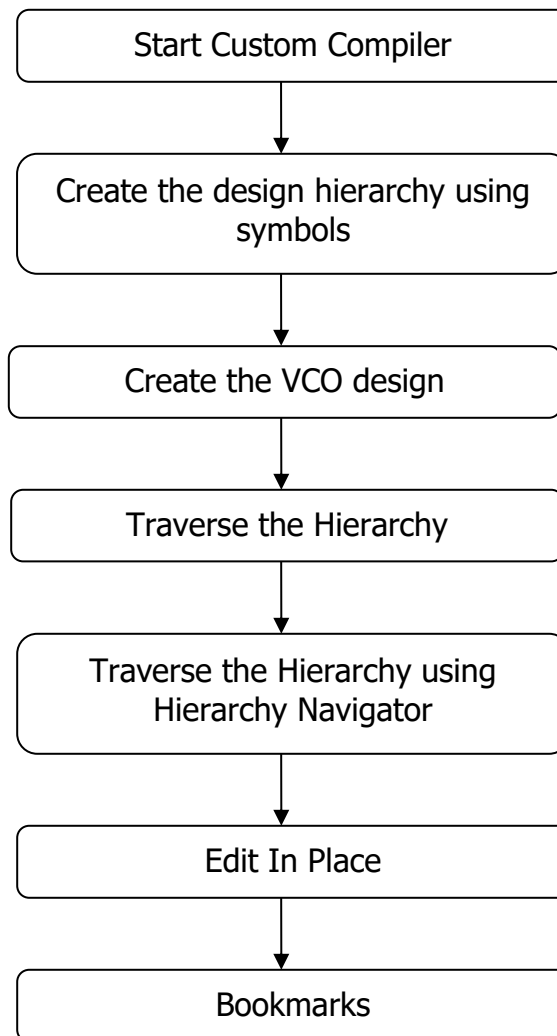 Start Custom Compiler
Create the design hierarchy using
symbols
Create the VCO design
Traverse the Hierarchy
Traverse the Hierarchy using
Hierarchy Navigator
Edit In Place
Bookmarks